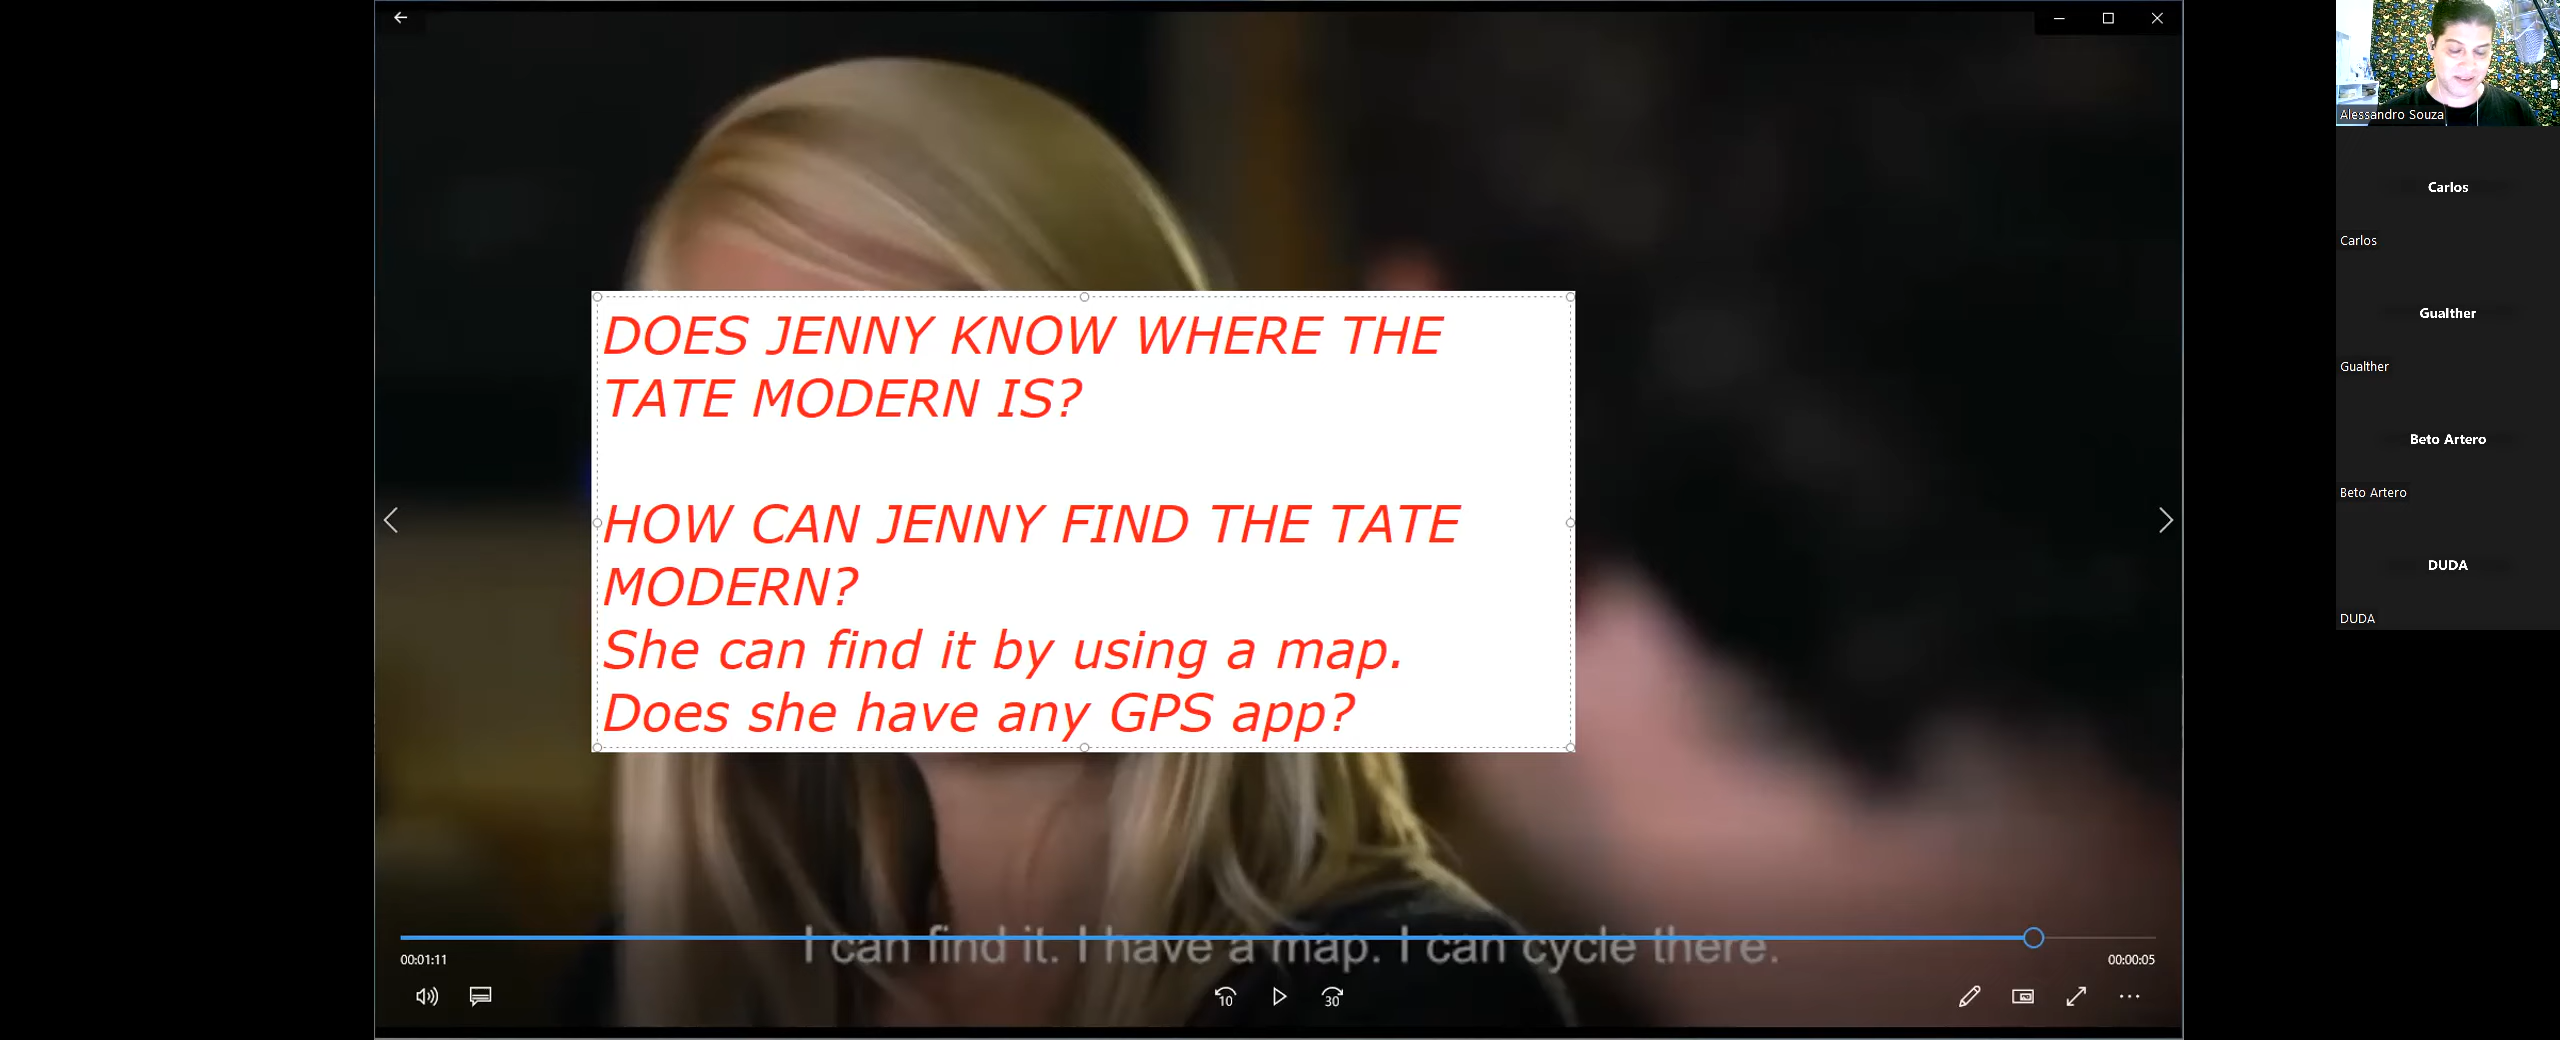 DOES JENNY KNOW WHERE THE
TATE MODERN IS?
HOW CAN JENNY FIND THE TATE
MODERN?
She can find it by using a map.
Does she have any GPS app?
I can find it. I have a map. I can cycle there.
00:01:11
00:00:05
10
30
Alessandro Souza
Carlos
Carlos
Gualther
Gualther
Beto Artero
Beto Artero
DUDA
DUDA